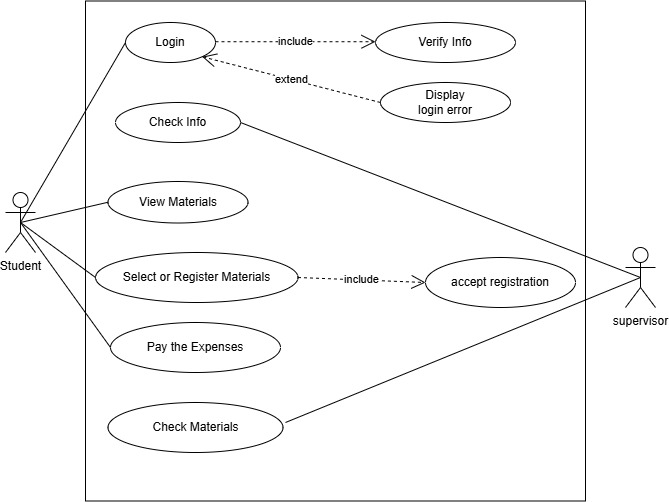 Login
include
Verify Info
extend
Display
login error
Check Info
View Materials
Student
Select or Register Materials
include
accept registration
supervisor
Pay the Expenses
Check Materials